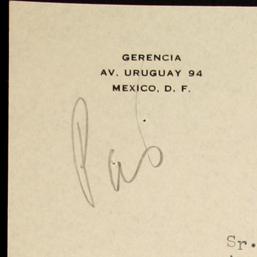 GERENCIA
AV. URUGUAY 94
MEXICO, D. F.
Sr.